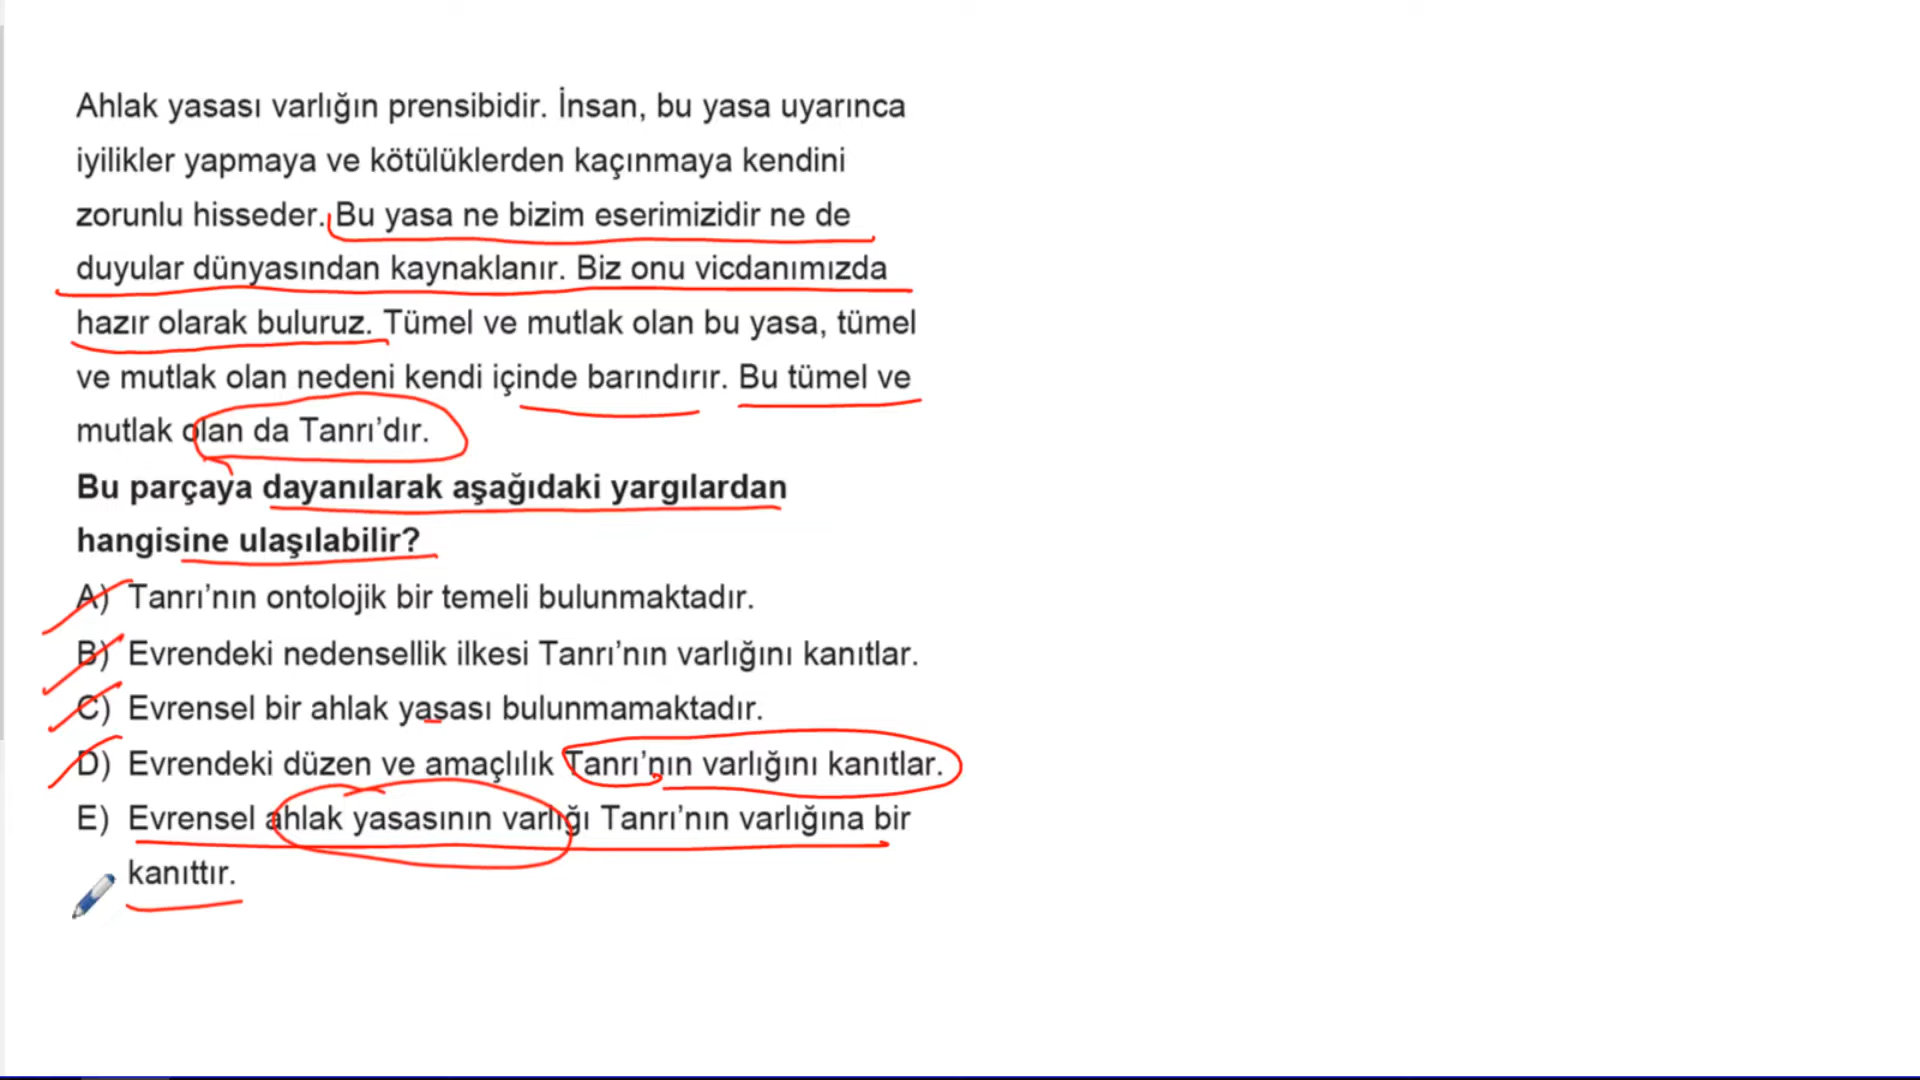 Ahlak yasası varlığın prensibidir. İnsan, bu yasa uyarınca
iyilikler yapmaya ve kötülüklerden kaçınmaya kendini
zorunlu hisseder. Bu yasa ne bizim eserimizidir ne de
duyular dünyasından kaynaklanır. Biz onu vicdanımızda
hazır olarak buluruz. Tümel ve mutlak olan bu yasa, tümel
ve mutlak olan nedeni kendi içinde barındırır. Bu tümel ve
mutlak olan da Tanrı’dır.
Bu parçaya dayanılarak aşağıdaki yargılardan
hangisine ulaşılabilir?
A) Tanrı’nın ontolojik bir temeli bulunmaktadır.
B) Evrendeki nedensellik ilkesi Tanrı’nın varlığını kanıtlar.
C) Evrensel bir ahlak yasası bulunmamaktadır.
D) Evrendeki düzen ve amaçlılık Tanrı’nın varlığını kanıtlar.
E) Evrensel ahlak yasasının varlığı Tanrı’nın varlığına bir
kanıttır.